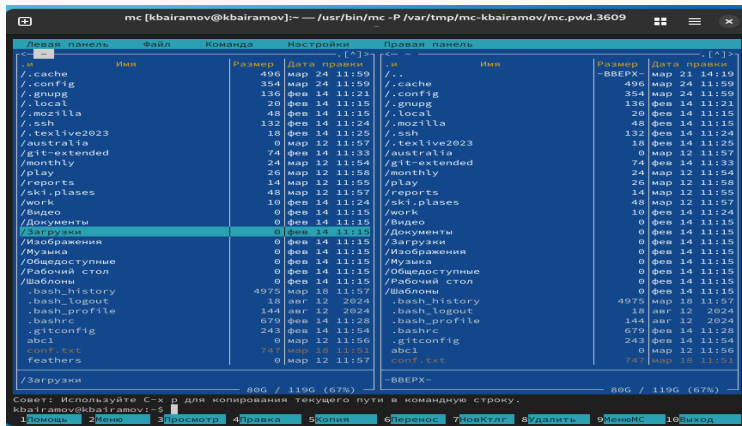 mc [kbairamov@kbairamov]:~ — /usr/bin/mc -P /var/tmp/mc-kbairamov/mc.pwd.3609
Левая панель Файл Команда Настройки Правая панель
<— ~ .[^]> <— ~ .[^]>
.и Имя Размер Дата правки .и Имя Размер Дата правки
/.cache 496 мар 24 11:59 /.. -ВВЕРХ- мар 21 14:19
/.config 354 мар 24 11:59 /.cache 496 мар 24 11:59
/.gnupg 136 фев 14 11:21 /.config 354 мар 24 11:59
/.local 20 фев 14 11:15 /.gnupg 136 фев 14 11:21
/.mozilla 48 фев 14 11:15 /.local 20 фев 14 11:15
/.ssh 132 фев 14 11:24 /.mozilla 48 фев 14 11:15
/.texlive2023 18 фев 14 11:25 /.ssh 132 фев 14 11:24
/australia 0 мар 12 11:57 /.texlive2023 18 фев 14 11:25
/git-extended 74 фев 14 11:33 /australia 0 мар 12 11:57
/monthly 24 мар 12 11:54 /git-extended 74 фев 14 11:33
/play 26 мар 12 11:58 /monthly 24 мар 12 11:54
/reports 14 мар 12 11:55 /play 26 мар 12 11:58
/ski.plases 48 мар 12 11:57 /reports 14 мар 12 11:55
/work 10 фев 14 11:24 /ski.plases 48 мар 12 11:57
/Видео 0 фев 14 11:15 /work 10 фев 14 11:24
/Документы 0 фев 14 11:15 /Видео 0 фев 14 11:15
/Загрузки 0 фев 14 11:15 /Документы 0 фев 14 11:15
/Изображения 0 фев 14 11:15 /Загрузки 0 фев 14 11:15
/Музыка 0 фев 14 11:15 /Изображения 0 фев 14 11:15
/Общедоступные 0 фев 14 11:15 /Музыка 0 фев 14 11:15
/Рабочий стол 0 фев 14 11:15 /Общедоступные 0 фев 14 11:15
/Шаблоны 0 фев 14 11:15 /Рабочий стол 0 фев 14 11:15
.bash_history 4975 мар 18 11:57 /Шаблоны 0 фев 14 11:15
.bash_logout 18 авг 12 2024 .bash_history 4975 мар 18 11:57
.bash_profile 144 авг 12 2024 .bash_logout 18 авг 12 2024
.bashrc 679 фев 14 11:28 .bash_profile 144 авг 12 2024
.gitconfig 243 фев 14 11:54 .bashrc 679 фев 14 11:28
abc1 0 мар 12 11:56 .gitconfig 243 фев 14 11:54
conf.txt 747 мар 18 11:51 abc1 0 мар 12 11:56
feathers 0 мар 12 11:57 conf.txt 747 мар 18 11:51
/Загрузки -ВВЕРХ-
80G / 119G (67%) 80G / 119G (67%)
Совет: Используйте C-x p для копирования текущего пути в командную строку.
kbairamov@kbairamov:~$
1Помощь 2Меню 3Просмотр 4Правка 5Копия 6Перенос 7НовКтлг 8Удалить 9МенюMC 10Выход